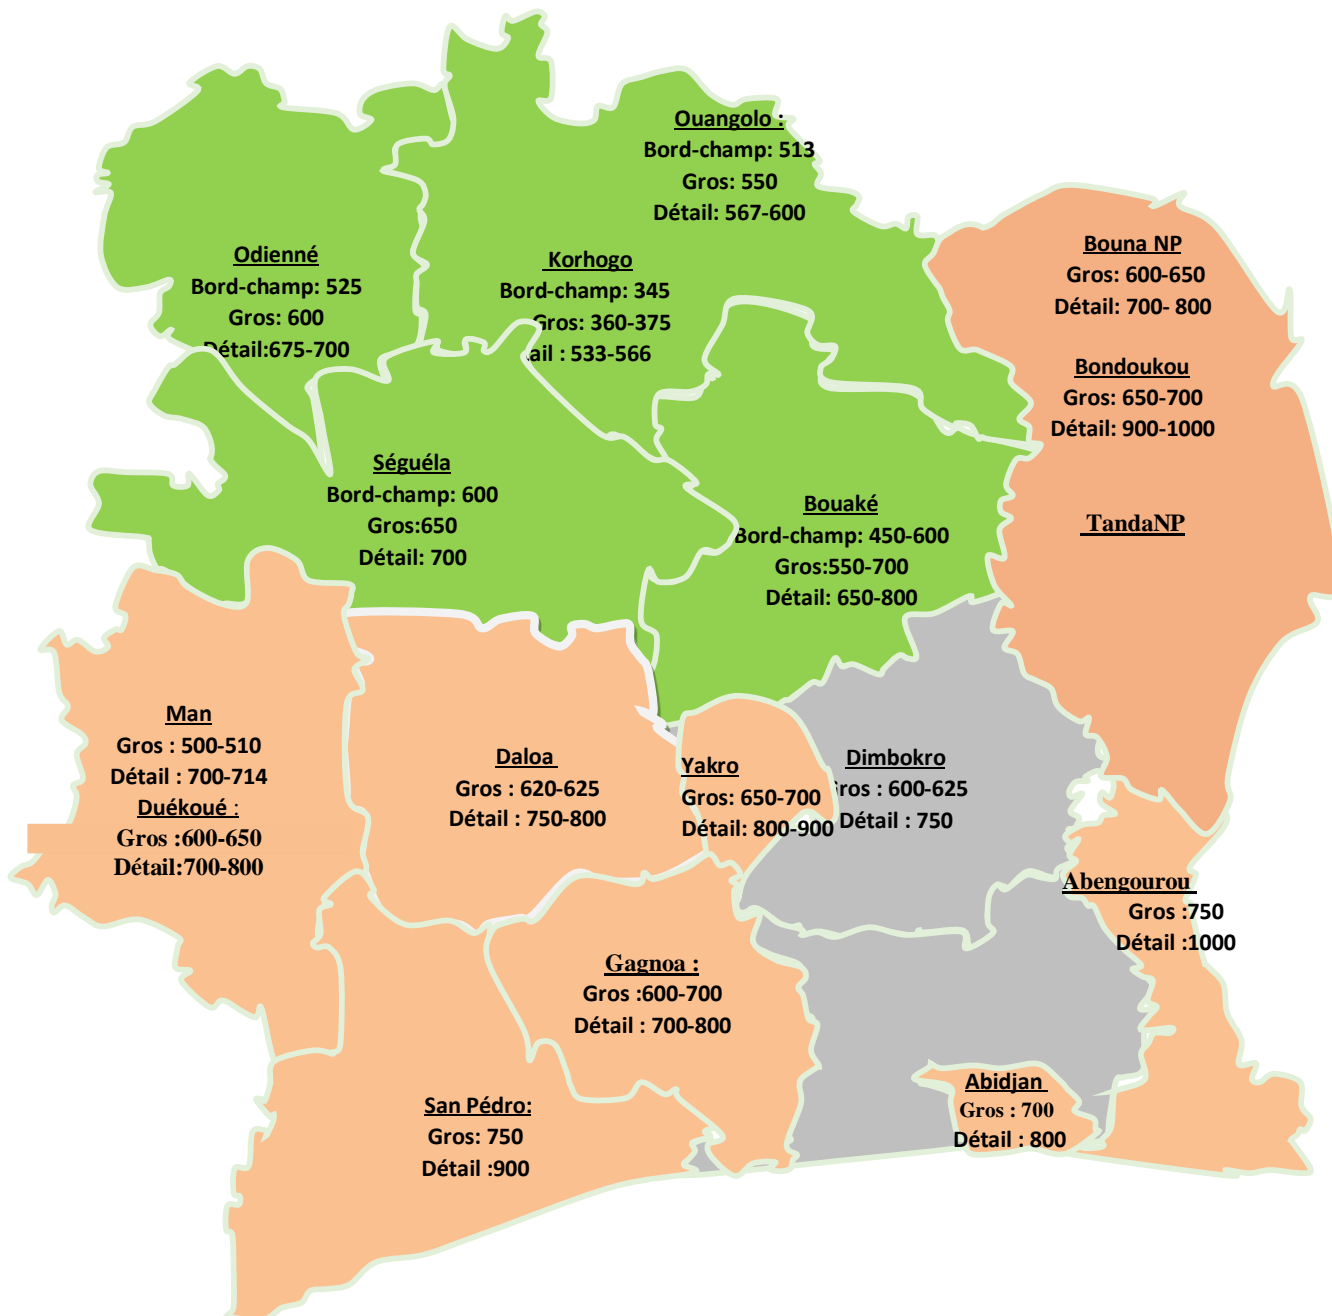 Ouangolo :
Bord-champ: 513
Gros: 550
Détail: 567-600
Odienné
Bord-champ: 525
Gros: 600
Détail:675-700
Korhogo
Bord-champ: 345
Gros: 360-375
ail : 533-566
Bouna NP
Gros: 600-650
Détail: 700- 800
Bondoukou
Gros: 650-700
Détail: 900-1000
TandaNP
Séguéla
Bord-champ: 600
Gros:650
Détail: 700
Bouaké
Bord-champ: 450-600
Gros:550-700
Détail: 650-800
Man
Gros : 500-510
Détail : 700-714
Duékoué :
Gros :600-650
Détail:700-800
Daloa
Gros : 620-625
Détail : 750-800
Yakro
Gros: 650-700
Détail: 800-900
Dimbokro
Gros : 600-625
Détail : 750
Abengourou
Gros :750
Détail :1000
Gagnoa :
Gros :600-700
Détail : 700-800
San Pédro:
Gros: 750
Détail :900
Abidjan
Gros : 700
Détail : 800